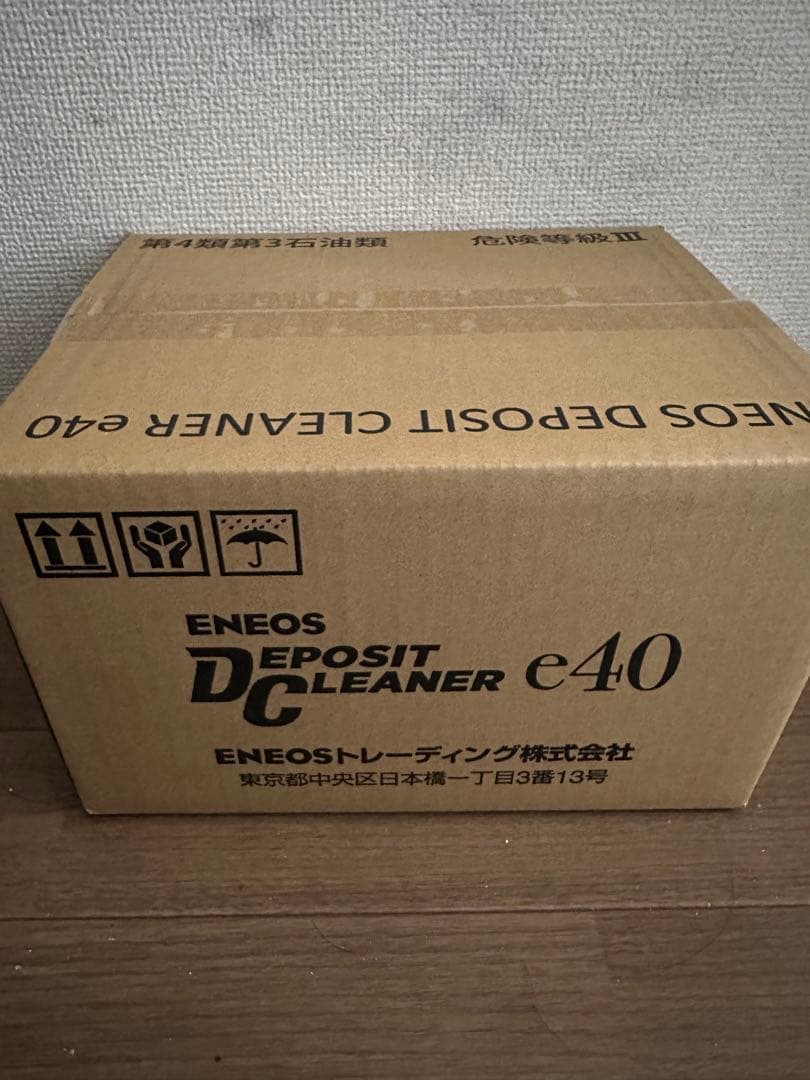 第4類第3石油類 危険等級III
NEOS DEPOSIT CLEANER e40
ENEOS
DEPOSIT
CLEANER e40
ENEOSトレーディング株式会社
東京都中央区日本橋一丁目3番13号